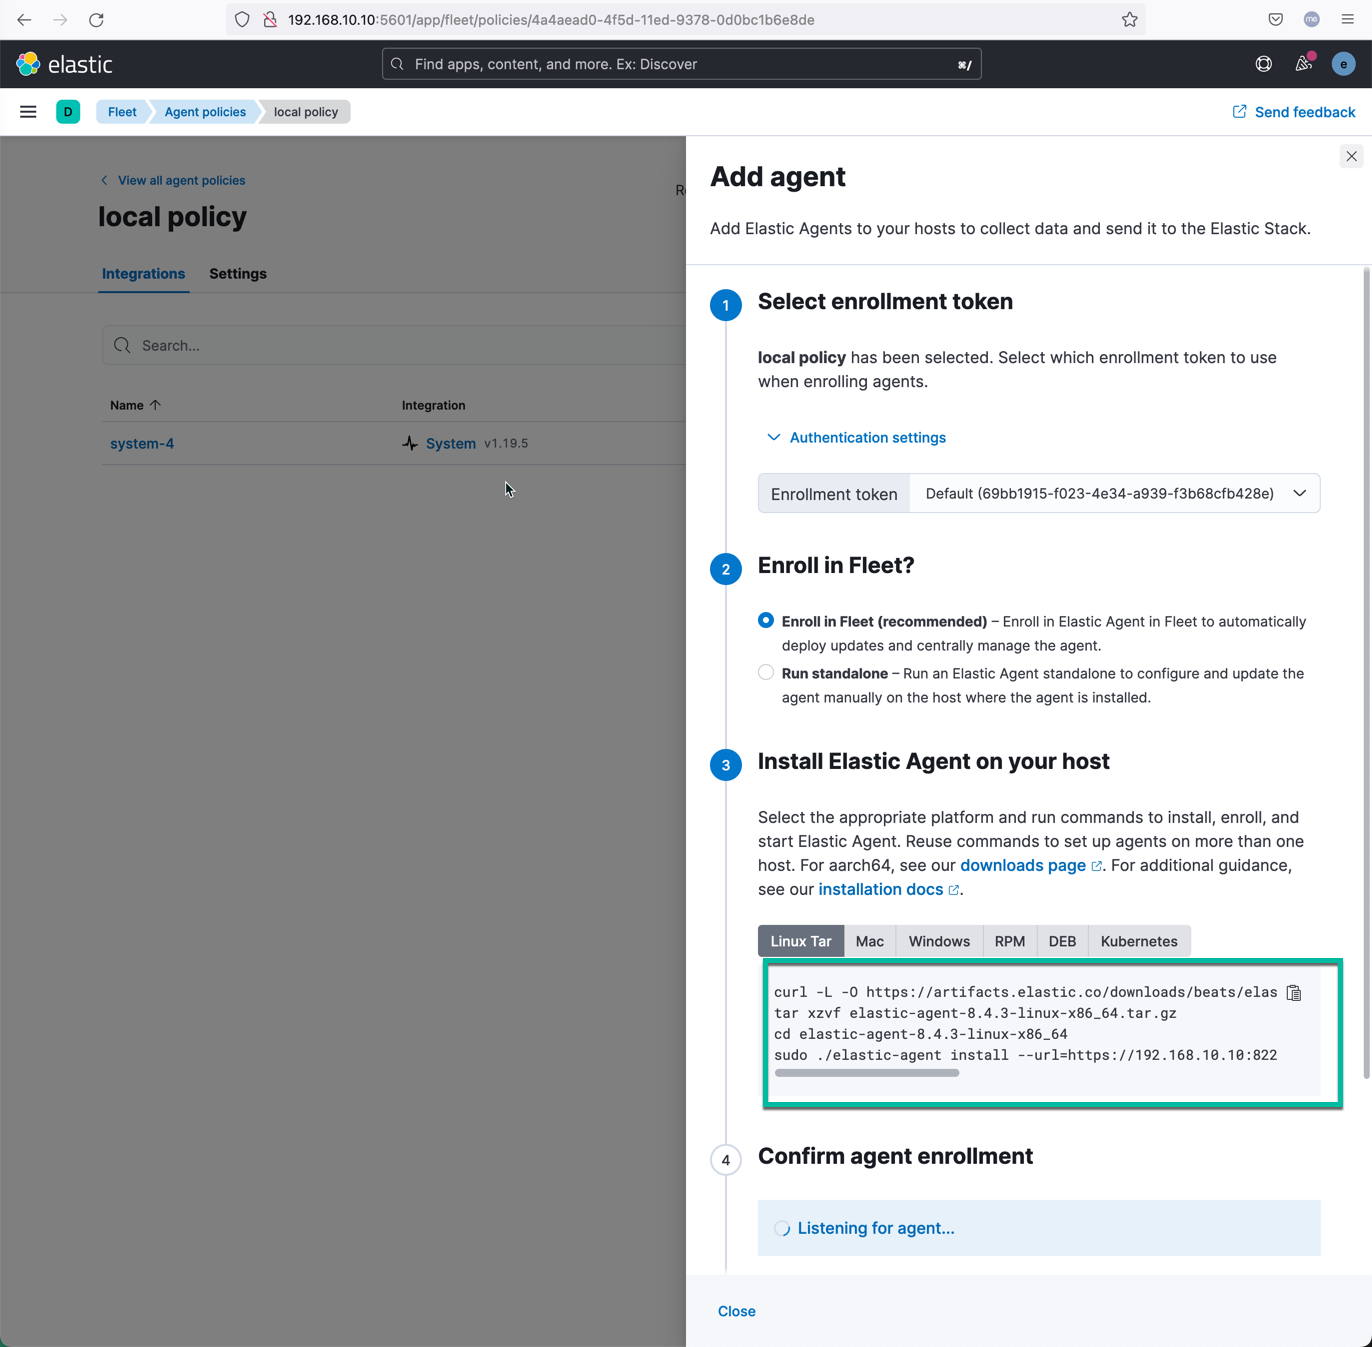 192.168.10.10:5601/app/fleet/policies/4a4aead0-4f5d-11ed-9378-0d0bc1b6e8de
me
elastic
Find apps, content, and more. Ex: Discover
⌘/
e
D
Fleet
Agent policies
local policy
Send feedback
View all agent policies
local policy
Re
Integrations
Settings
Search...
Name ↑
Integration
system-4
System v1.19.5
Add agent
Add Elastic Agents to your hosts to collect data and send it to the Elastic Stack.
1
Select enrollment token
local policy has been selected. Select which enrollment token to use
when enrolling agents.
Authentication settings
Enrollment token
Default (69bb1915-f023-4e34-a939-f3b68cfb428e)
2
Enroll in Fleet?
Enroll in Fleet (recommended) – Enroll in Elastic Agent in Fleet to automatically
deploy updates and centrally manage the agent.
Run standalone – Run an Elastic Agent standalone to configure and update the
agent manually on the host where the agent is installed.
3
Install Elastic Agent on your host
Select the appropriate platform and run commands to install, enroll, and
start Elastic Agent. Reuse commands to set up agents on more than one
host. For aarch64, see our downloads page. For additional guidance,
see our installation docs.
Linux Tar
Mac
Windows
RPM
DEB
Kubernetes
curl -L -O https://artifacts.elastic.co/downloads/beats/elas
tar xzvf elastic-agent-8.4.3-linux-x86_64.tar.gz
cd elastic-agent-8.4.3-linux-x86_64
sudo ./elastic-agent install --url=https://192.168.10.10:822
4
Confirm agent enrollment
Listening for agent...
Close